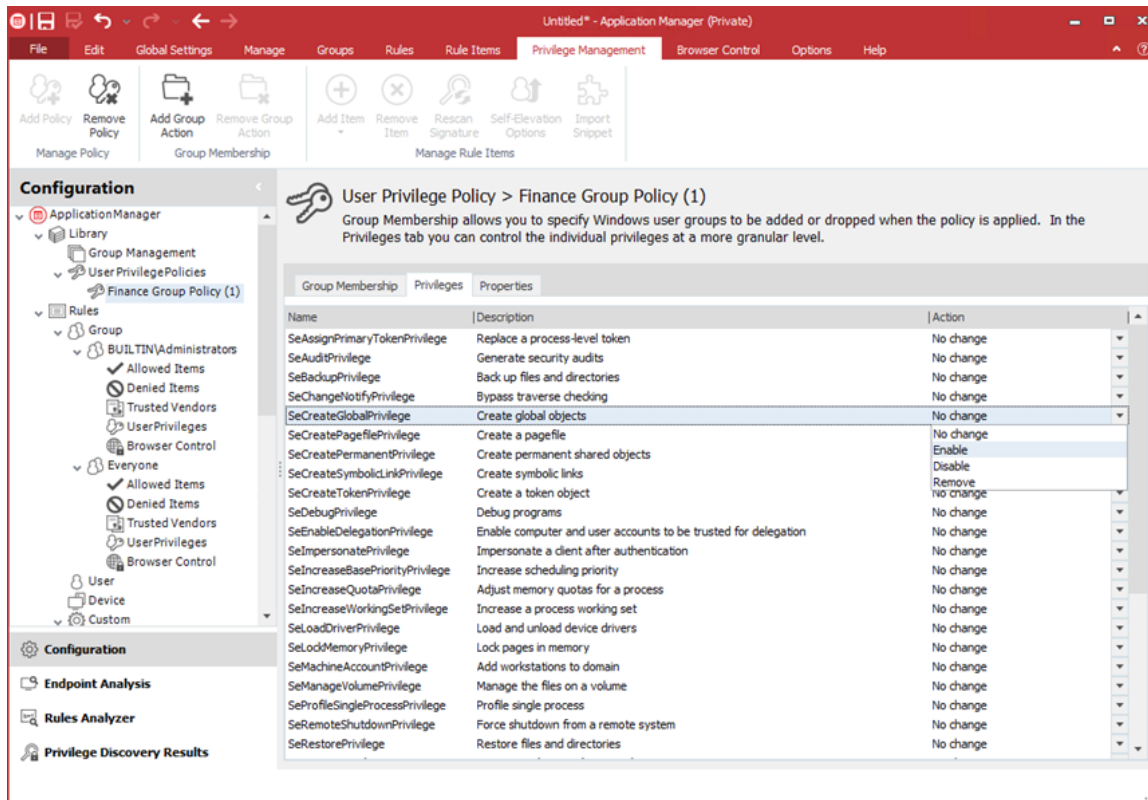 Untitled* - Application Manager (Private)
File Edit Global Settings Manage Groups Rules Rule Items Privilege Management Browser Control Options Help
Add Policy Remove Policy Add Group Action Remove Group Action Add Item Remove Item Rescan Signature Self-Elevation Options Import Snippet
Manage Policy Group Membership Manage Rule Items
Configuration
ApplicationManager
Library
Group Management
UserPrivilegePolicies
Finance Group Policy (1)
Rules
Group
BUILTIN\Administrators
Allowed Items
Denied Items
Trusted Vendors
UserPrivileges
Browser Control
Everyone
Allowed Items
Denied Items
Trusted Vendors
UserPrivileges
Browser Control
User
Device
Custom
Configuration
Endpoint Analysis
Rules Analyzer
Privilege Discovery Results
User Privilege Policy > Finance Group Policy (1)
Group Membership allows you to specify Windows user groups to be added or dropped when the policy is applied. In the
Privileges tab you can control the individual privileges at a more granular level.
Group Membership Privileges Properties
Name Description Action
SeAssignPrimaryTokenPrivilege Replace a process-level token No change
SeAuditPrivilege Generate security audits No change
SeBackupPrivilege Back up files and directories No change
SeChangeNotifyPrivilege Bypass traverse checking No change
SeCreateGlobalPrivilege Create global objects No change
SeCreatePagefilePrivilege Create a pagefile No change
SeCreatePermanentPrivilege Create permanent shared objects Enable
SeCreateSymbolicLinkPrivilege Create symbolic links Disable
Remove
SeCreateTokenPrivilege Create a token object No change
SeDebugPrivilege Debug programs No change
SeEnableDelegationPrivilege Enable computer and user accounts to be trusted for delegation No change
SeImpersonatePrivilege Impersonate a client after authentication No change
SeIncreaseBasePriorityPrivilege Increase scheduling priority No change
SeIncreaseQuotaPrivilege Adjust memory quotas for a process No change
SeIncreaseWorkingSetPrivilege Increase a process working set No change
SeLoadDriverPrivilege Load and unload device drivers No change
SeLockMemoryPrivilege Lock pages in memory No change
SeMachineAccountPrivilege Add workstations to domain No change
SeManageVolumePrivilege Manage the files on a volume No change
SeProfileSingleProcessPrivilege Profile single process No change
SeRemoteShutdownPrivilege Force shutdown from a remote system No change
SeRestorePrivilege Restore files and directories No change